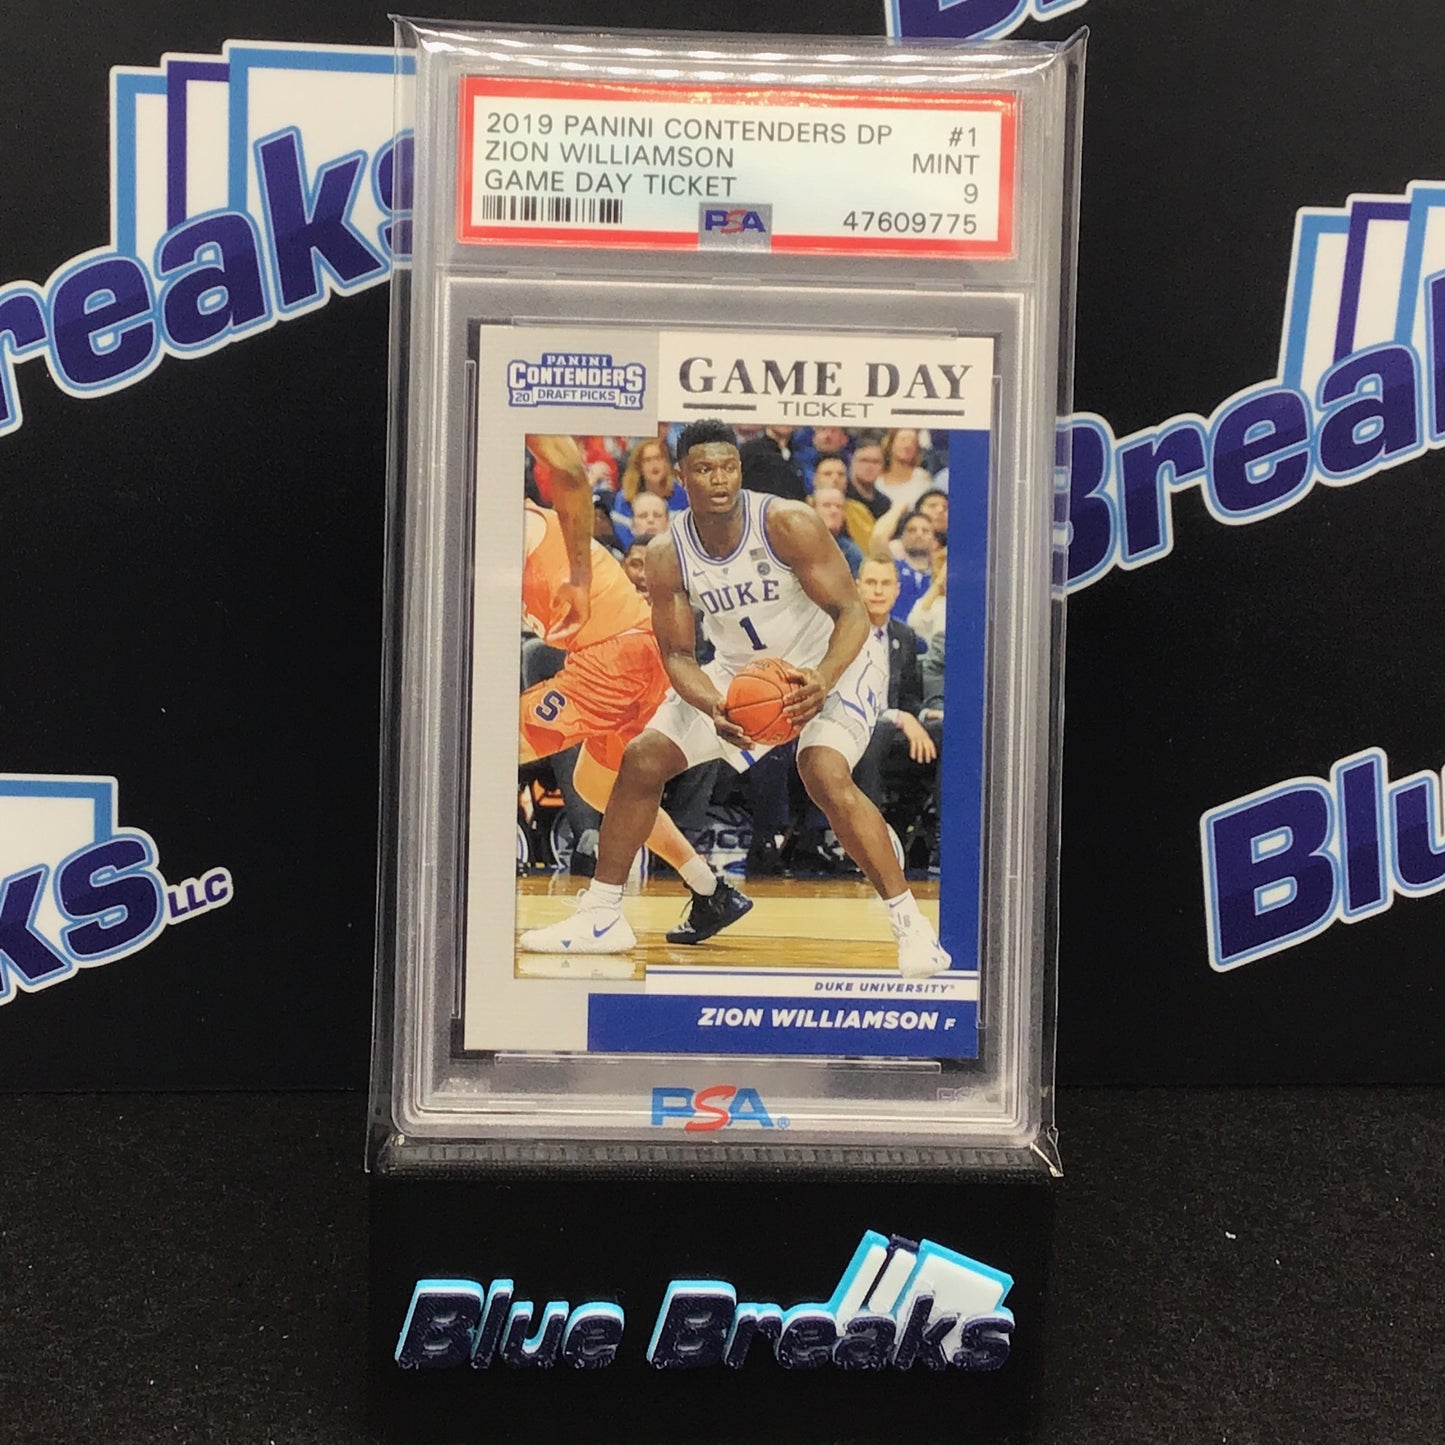 Breaks
2019 PANINI CONTENDERS DP #1
ZION WILLIAMSON MINT
GAME DAY TICKET 9
PSA 47609775
PANINI
CONTENDERS
20 DRAFT PICKS 19
GAME DAY
TICKET
DUKE
1
S
DUKE UNIVERSITY
ZION WILLIAMSON F
PSA®
LLC
Blue Breaks